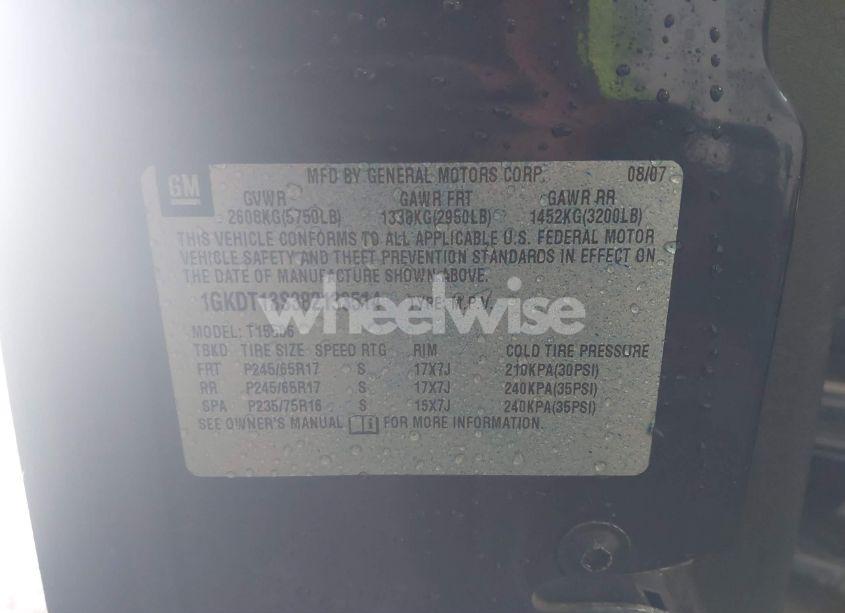 GM
MFD BY GENERAL MOTORS CORP. 08/07
GVWR GAWR FRT GAWR RR
2608KG(5750LB) 1338KG(2950LB) 1452KG(3200LB)
THIS VEHICLE CONFORMS TO ALL APPLICABLE U.S. FEDERAL MOTOR
VEHICLE SAFETY AND THEFT PREVENTION STANDARDS IN EFFECT ON
THE DATE OF MANUFACTURE SHOWN ABOVE.
TYPE: M.P.V.
wheelwise
MODEL:
TBKD TIRE SIZE SPEED RTG RIM COLD TIRE PRESSURE
FRT P245/65R17 S 17X7J 210KPA(30PSI)
RR P245/65R17 S 17X7J 240KPA(35PSI)
SPA P235/75R16 S 15X7J 240KPA(35PSI)
SEE OWNER'S MANUAL FOR MORE INFORMATION.